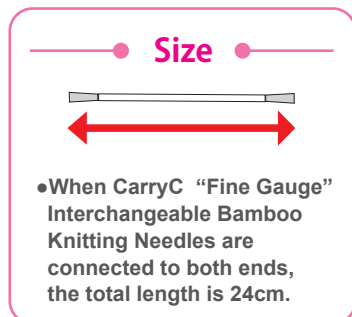 Size
●When CarryC “Fine Gauge”
Interchangeable Bamboo
Knitting Needles are
connected to both ends,
the total length is 24cm.